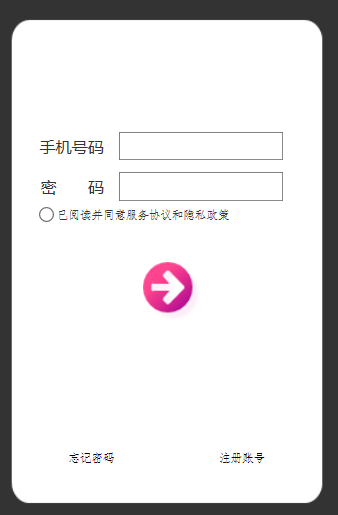 手机号码
密　　码
已阅读并同意服务协议和隐私政策
忘记密码
注册账号